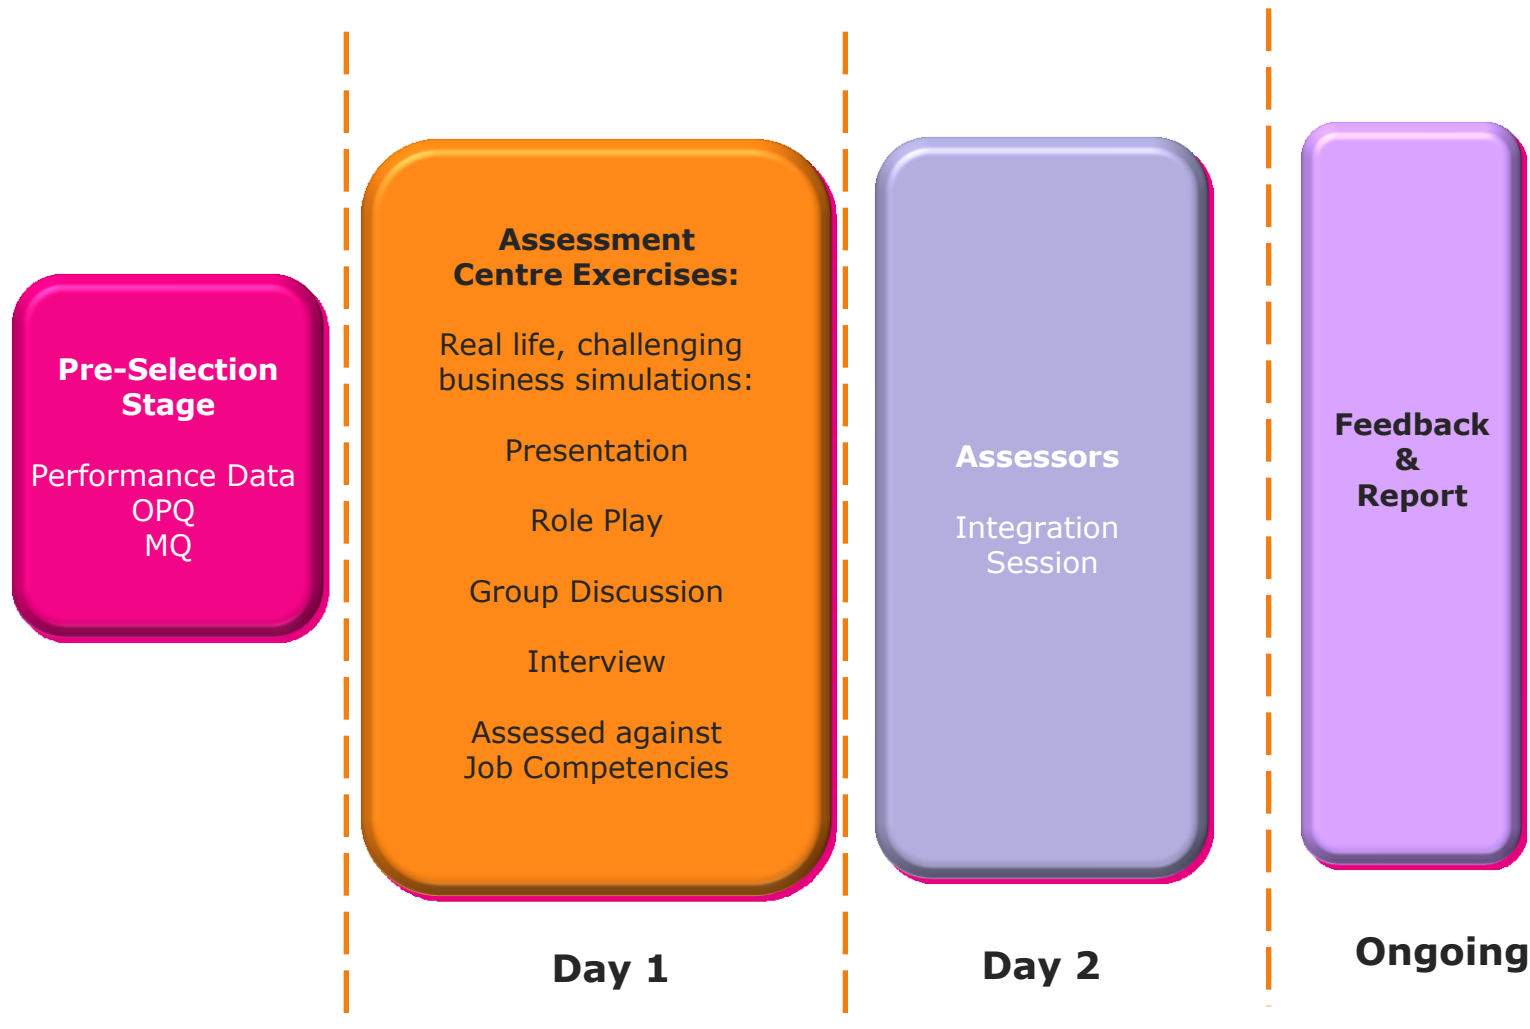 Pre-Selection
Stage
Performance Data
OPQ
MQ
Assessment
Centre Exercises:
Real life, challenging
business simulations:
Presentation
Role Play
Group Discussion
Interview
Assessed against
Job Competencies
Day 1
Assessors
Integration
Session
Day 2
Feedback
&
Report
Ongoing